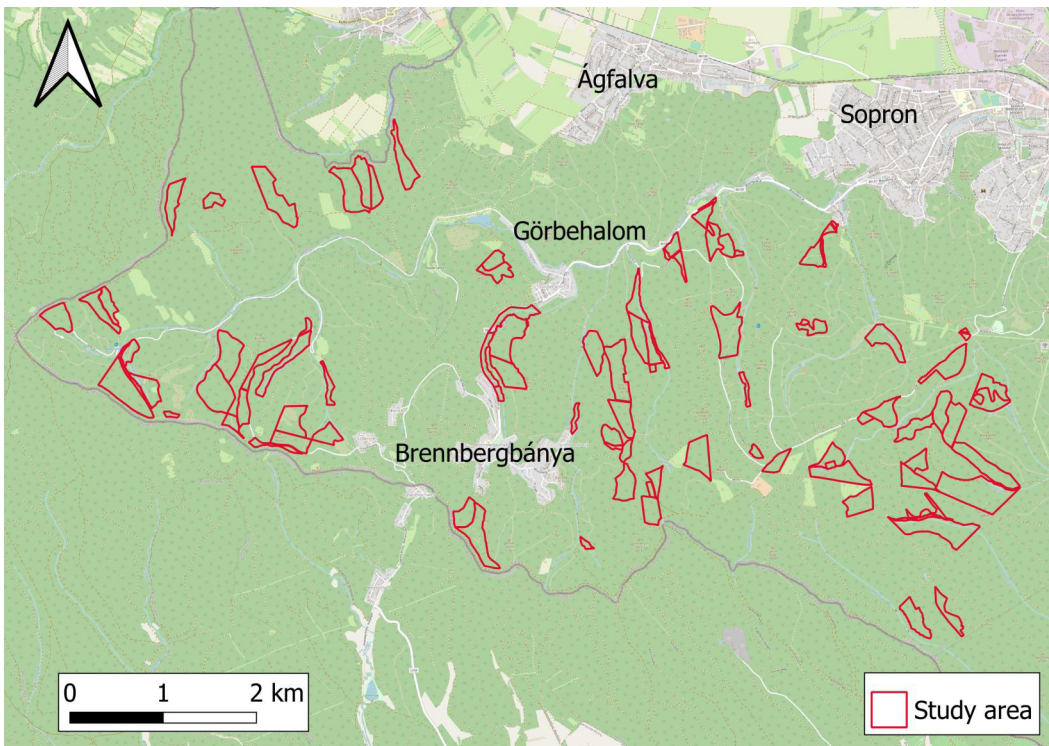 Ágfalva
Sopron
Görbehalom
Brennbergbánya
0 1 2 km
Study area